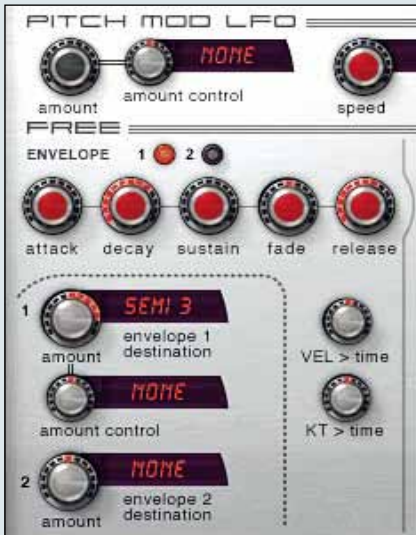 PITCH MOD LFO
NONE
amount
amount control
speed
FREE
ENVELOPE 1 2
attack decay sustain fade release
1
SEMI 3
amount
envelope 1
destination
VEL > time
NONE
amount control
KT > time
2
NONE
amount
envelope 2
destination